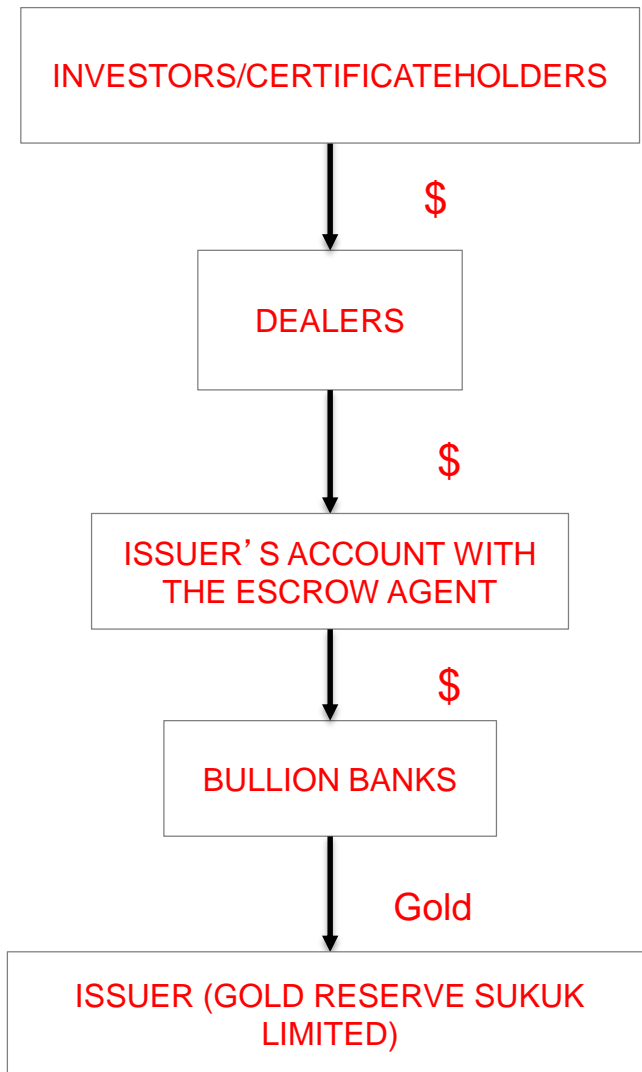 INVESTORS/CERTIFICATEHOLDERS
$
DEALERS
$
ISSUER’S ACCOUNT WITH
THE ESCROW AGENT
$
BULLION BANKS
Gold
ISSUER (GOLD RESERVE SUKUK
LIMITED)